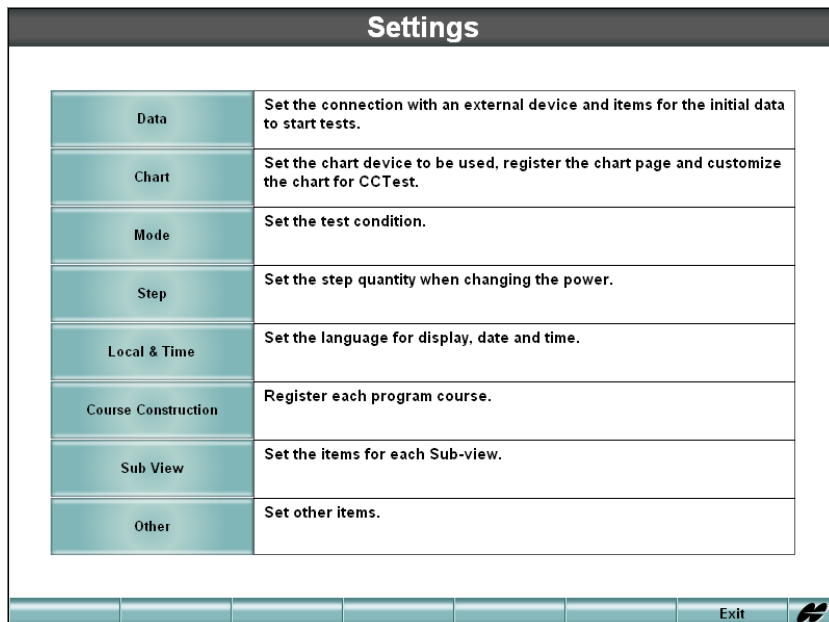 Settings
Data
Set the connection with an external device and items for the initial data
to start tests.
Chart
Set the chart device to be used, register the chart page and customize
the chart for CCTest.
Mode
Set the test condition.
Step
Set the step quantity when changing the power.
Local & Time
Set the language for display, date and time.
Course Construction
Register each program course.
Sub View
Set the items for each Sub-view.
Other
Set other items.
Exit